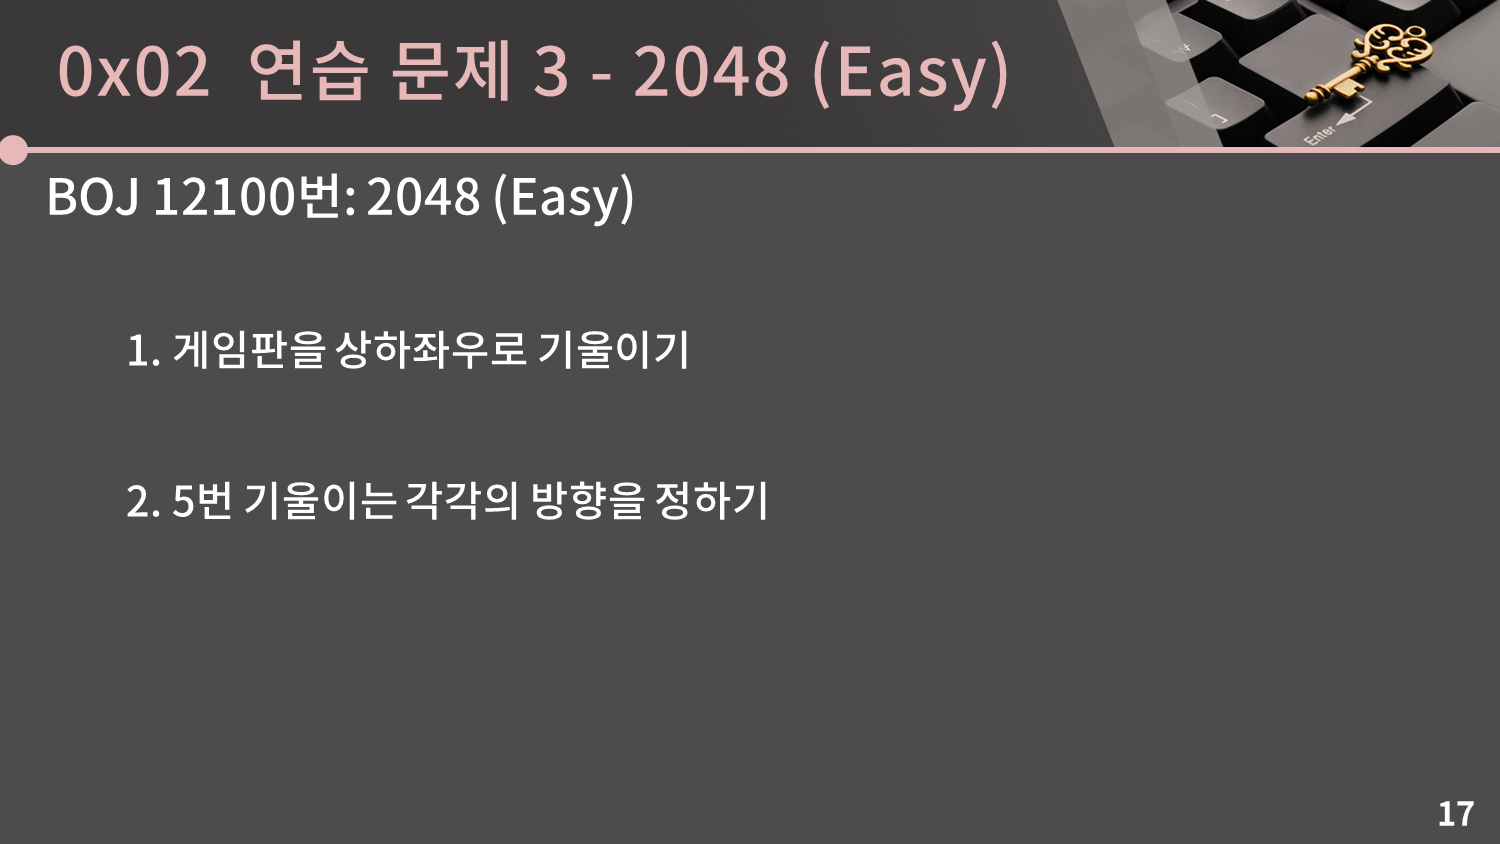 0x02 연습 문제 3 - 2048 (Easy)
Enter
BOJ 12100번: 2048 (Easy)
1. 게임판을 상하좌우로 기울이기
2. 5번 기울이는 각각의 방향을 정하기
17